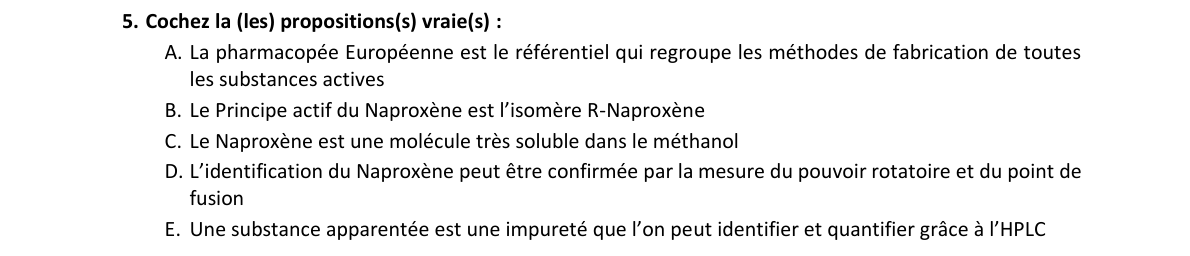 5. Cochez la (les) propositions(s) vraie(s) :
A. La pharmacopée Européenne est le référentiel qui regroupe les méthodes de fabrication de toutes
les substances actives
B. Le Principe actif du Naproxène est l’isomère R-Naproxène
C. Le Naproxène est une molécule très soluble dans le méthanol
D. L’identification du Naproxène peut être confirmée par la mesure du pouvoir rotatoire et du point de
fusion
E. Une substance apparentée est une impureté que l’on peut identifier et quantifier grâce à l’HPLC